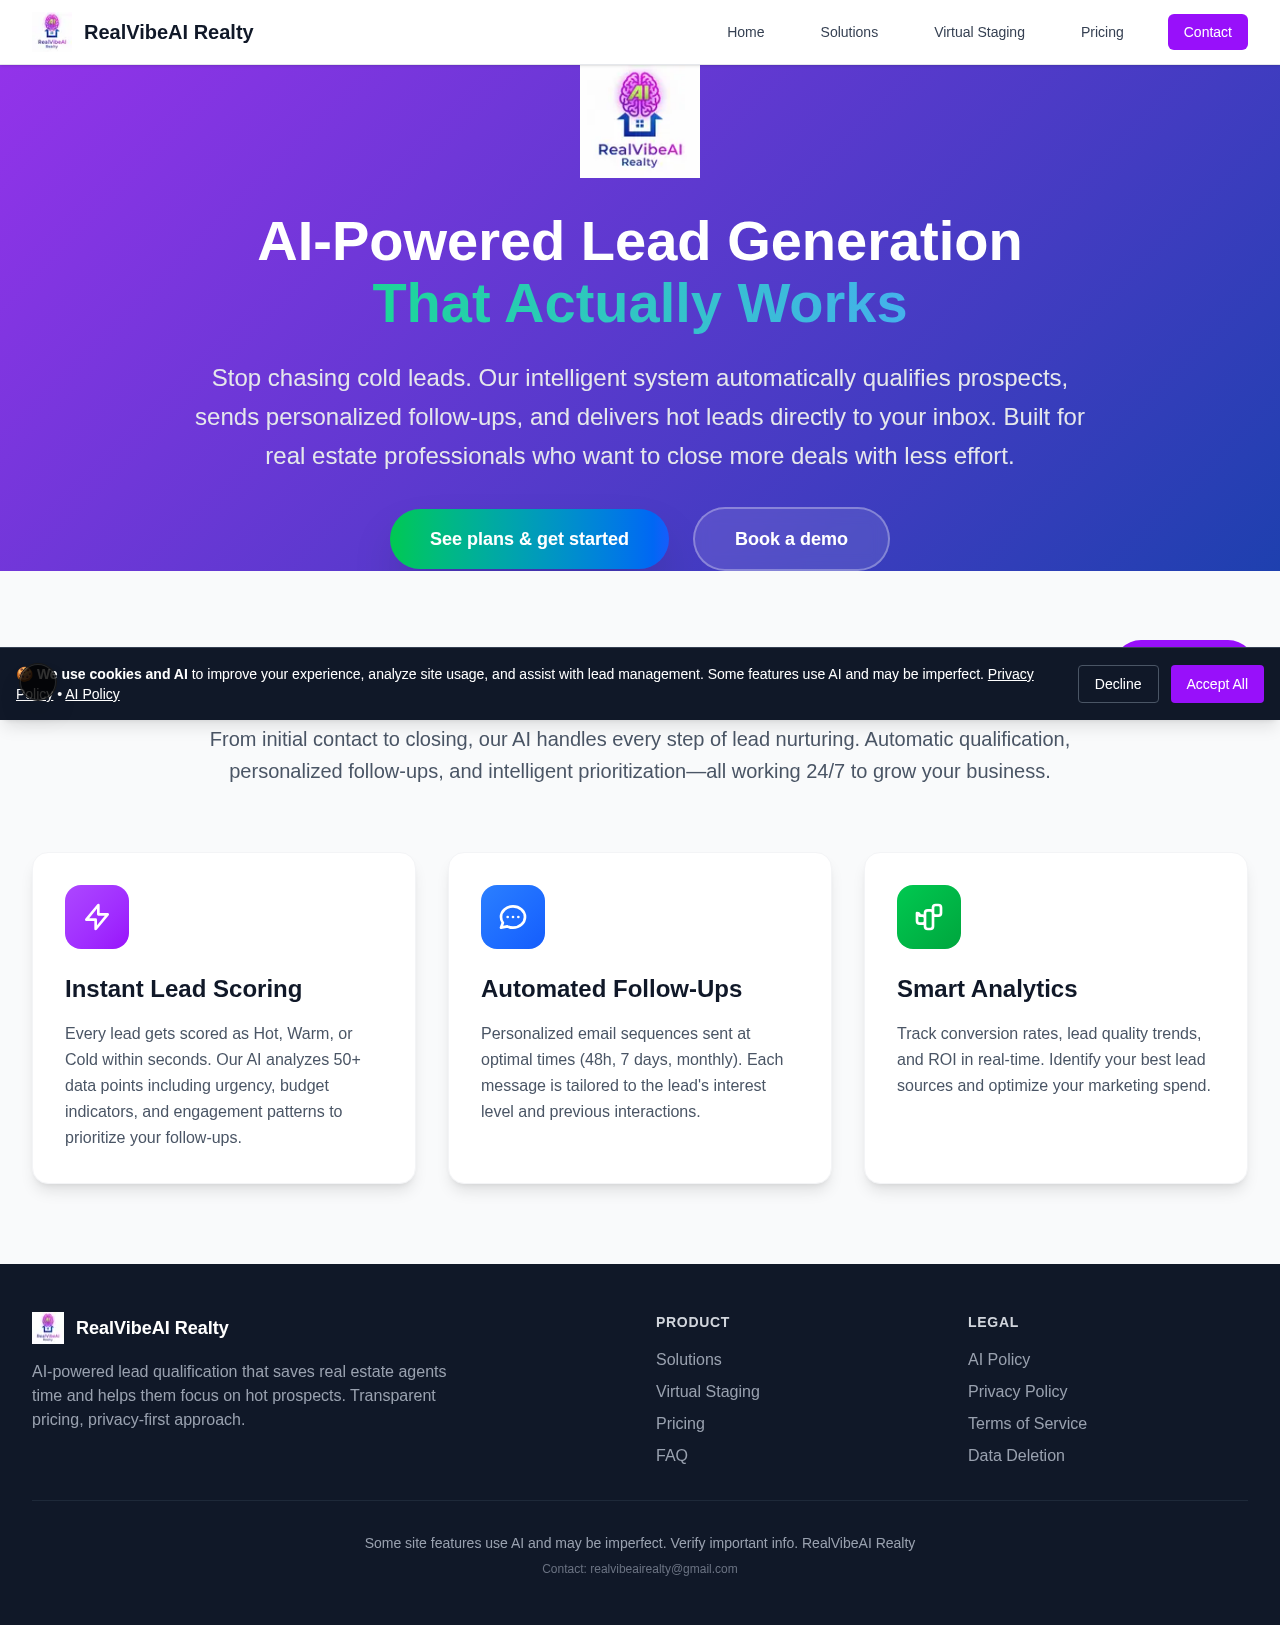 RealVibeAI Realty
Home
Solutions
Virtual Staging
Pricing
Contact
AI
RealVibeAI
Realty
AI-Powered Lead Generation
That Actually Works
Stop chasing cold leads. Our intelligent system automatically qualifies prospects,
sends personalized follow-ups, and delivers hot leads directly to your inbox. Built for
real estate professionals who want to close more deals with less effort.
See plans & get started
Book a demo
We use cookies and AI to improve your experience, analyze site usage, and assist with lead management. Some features use AI and may be imperfect. Privacy
Policy • AI Policy
Decline
Accept All
From initial contact to closing, our AI handles every step of lead nurturing. Automatic qualification,
personalized follow-ups, and intelligent prioritization—all working 24/7 to grow your business.
Instant Lead Scoring
Every lead gets scored as Hot, Warm, or
Cold within seconds. Our AI analyzes 50+
data points including urgency, budget
indicators, and engagement patterns to
prioritize your follow-ups.
Automated Follow-Ups
Personalized email sequences sent at
optimal times (48h, 7 days, monthly). Each
message is tailored to the lead's interest
level and previous interactions.
Smart Analytics
Track conversion rates, lead quality trends,
and ROI in real-time. Identify your best lead
sources and optimize your marketing spend.
RealVibeAI Realty
AI-powered lead qualification that saves real estate agents
time and helps them focus on hot prospects. Transparent
pricing, privacy-first approach.
PRODUCT
Solutions
Virtual Staging
Pricing
FAQ
LEGAL
AI Policy
Privacy Policy
Terms of Service
Data Deletion
Some site features use AI and may be imperfect. Verify important info. RealVibeAI Realty
Contact: realvibeairealty@gmail.com